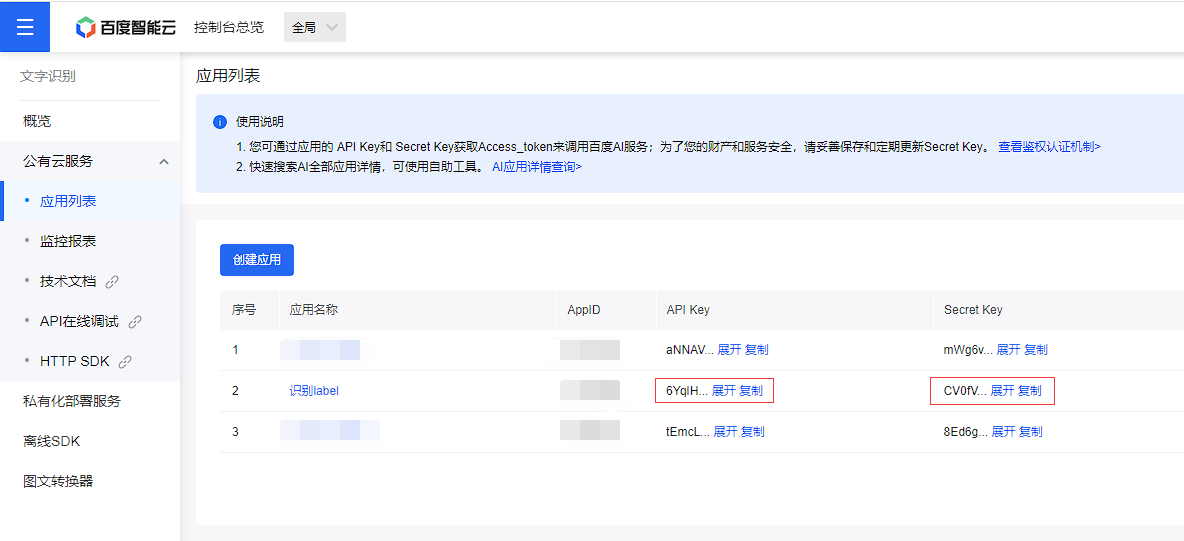 百度智能云 控制台总览 全局
文字识别
概览
公有云服务
应用列表
监控报表
技术文档
API在线调试
HTTP SDK
私有化部署服务
离线SDK
图文转换器
应用列表
使用说明
1. 您可通过应用的 API Key和 Secret Key获取Access_token来调用百度AI服务；为了您的财产和服务安全，请妥善保存和定期更新Secret Key。 查看鉴权认证机制>
2. 快速搜索AI全部应用详情，可使用自助工具。 AI应用详情查询>
创建应用
序号 应用名称 AppID API Key Secret Key
1 aNNAV... 展开 复制 mWg6v... 展开 复制
2 识别label 6YqlH... 展开 复制 CV0fV... 展开 复制
3 tEmcL... 展开 复制 8Ed6g... 展开 复制